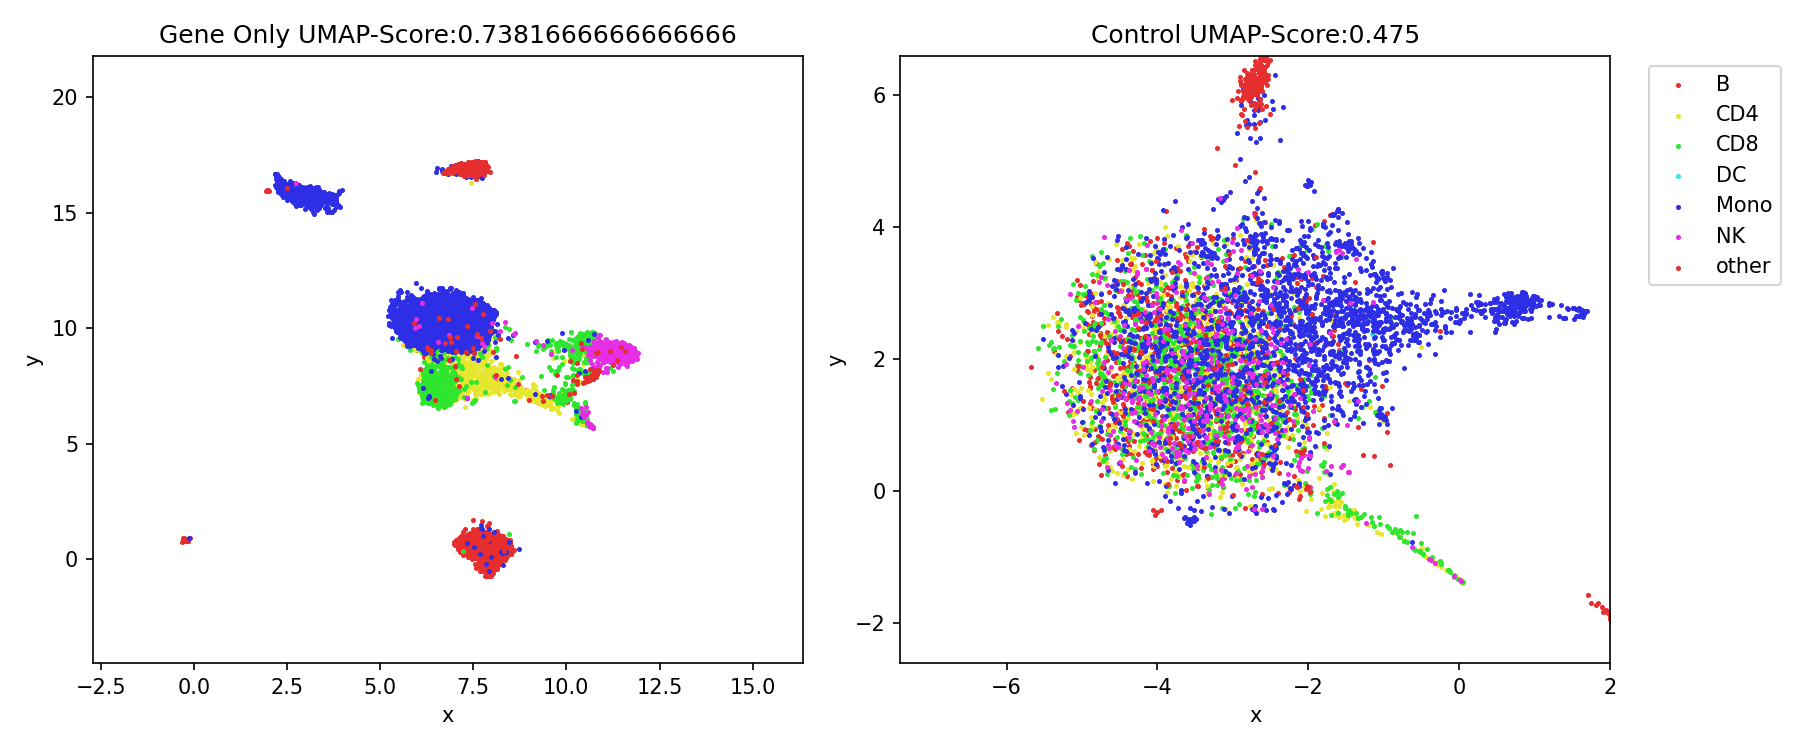 Gene Only UMAP-Score:0.7381666666666666
20
15
10
5
0
y
−2.5 0.0 2.5 5.0 7.5 10.0 12.5 15.0
x
Control UMAP-Score:0.475
6
4
2
0
−2
y
−6 −4 −2 0 2
x
B
CD4
CD8
DC
Mono
NK
other